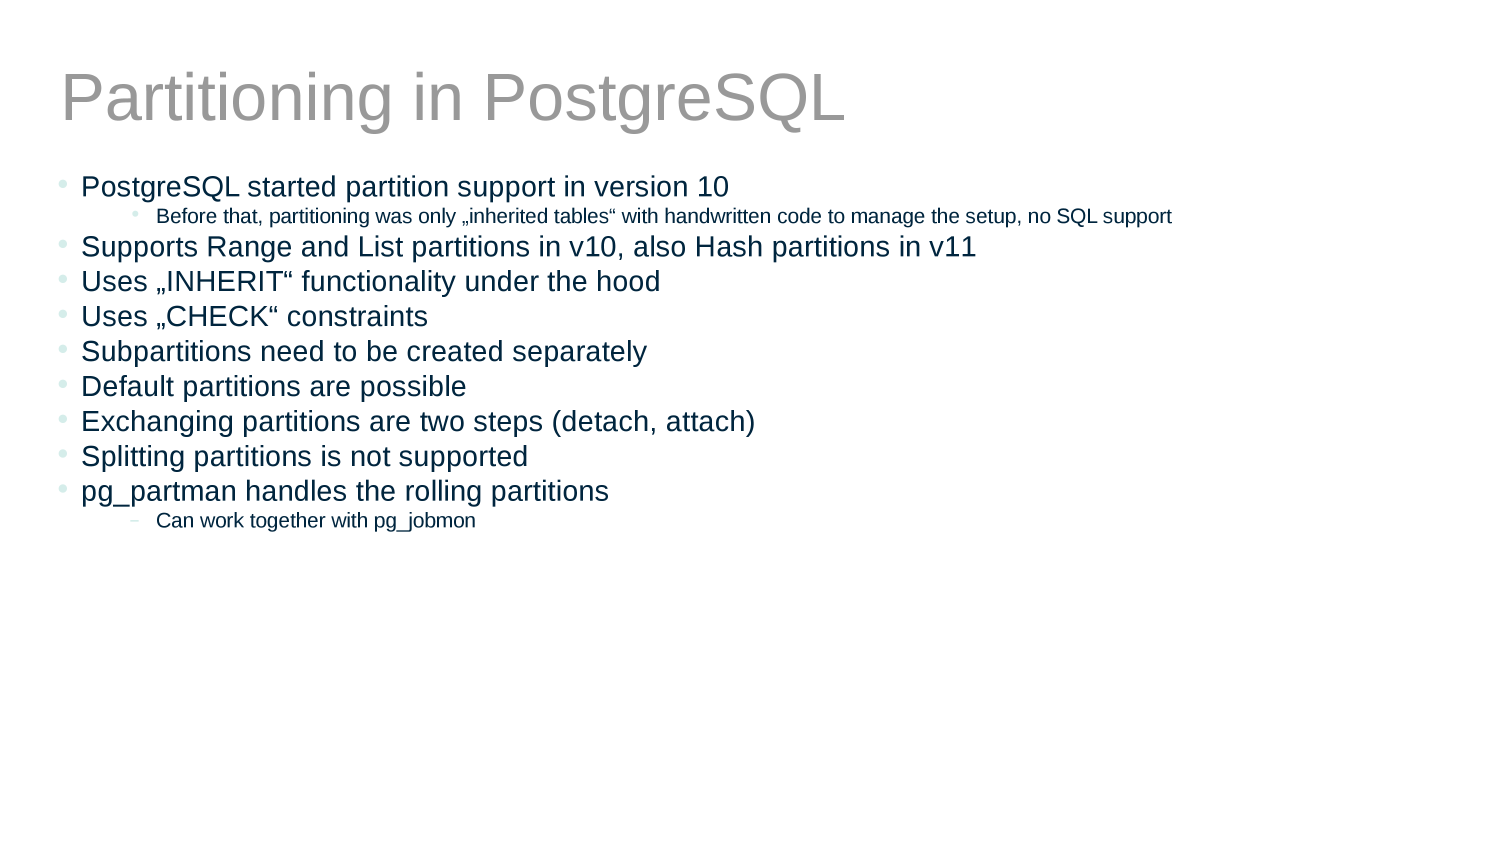 Partitioning in PostgreSQL
• PostgreSQL started partition support in version 10
• Before that, partitioning was only „inherited tables“ with handwritten code to manage the setup, no SQL support
• Supports Range and List partitions in v10, also Hash partitions in v11
• Uses „INHERIT“ functionality under the hood
• Uses „CHECK“ constraints
• Subpartitions need to be created separately
• Default partitions are possible
• Exchanging partitions are two steps (detach, attach)
• Splitting partitions is not supported
• pg_partman handles the rolling partitions
– Can work together with pg_jobmon